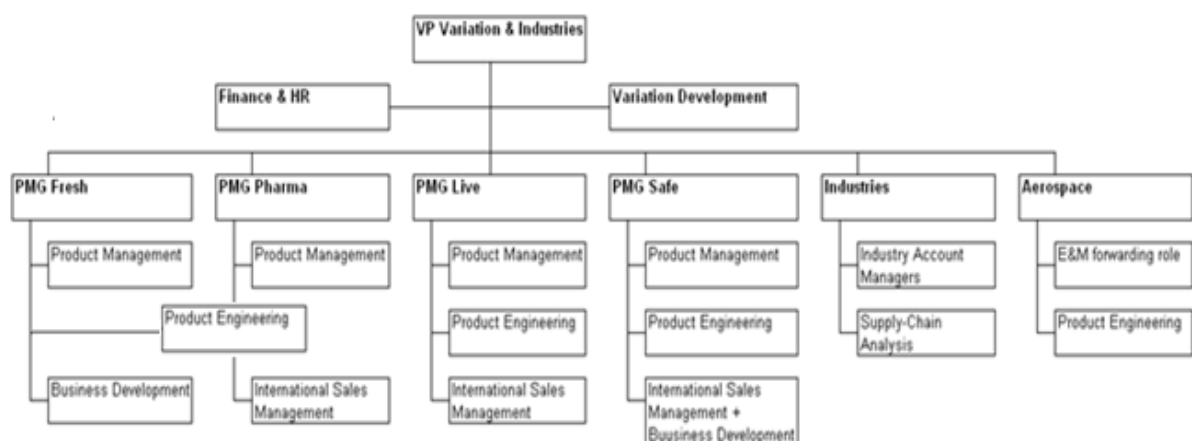 VP Variation & Industries
Finance & HR
Variation Development
PMG Fresh
PMG Pharma
PMG Live
PMG Safe
Industries
Aerospace
Product Management
Product Management
Product Management
Product Management
Industry Account
Managers
E&M forwarding role
Product Engineering
Product Engineering
Product Engineering
Supply-Chain
Analysis
Product Engineering
Business Development
International Sales
Management
International Sales
Management
International Sales
Management +
Buusiness Development